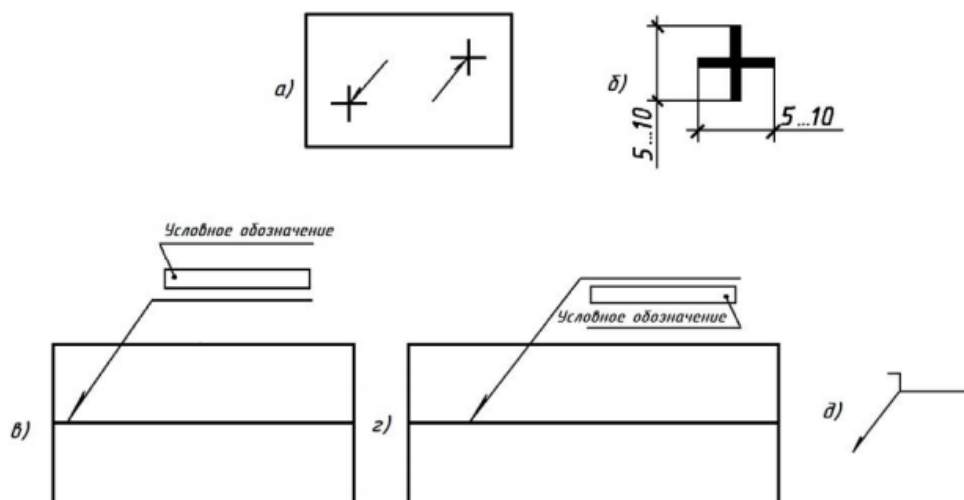 а)
б)
5...10
5...10
Условное обозначение
Условное обозначение
в)
г)
д)